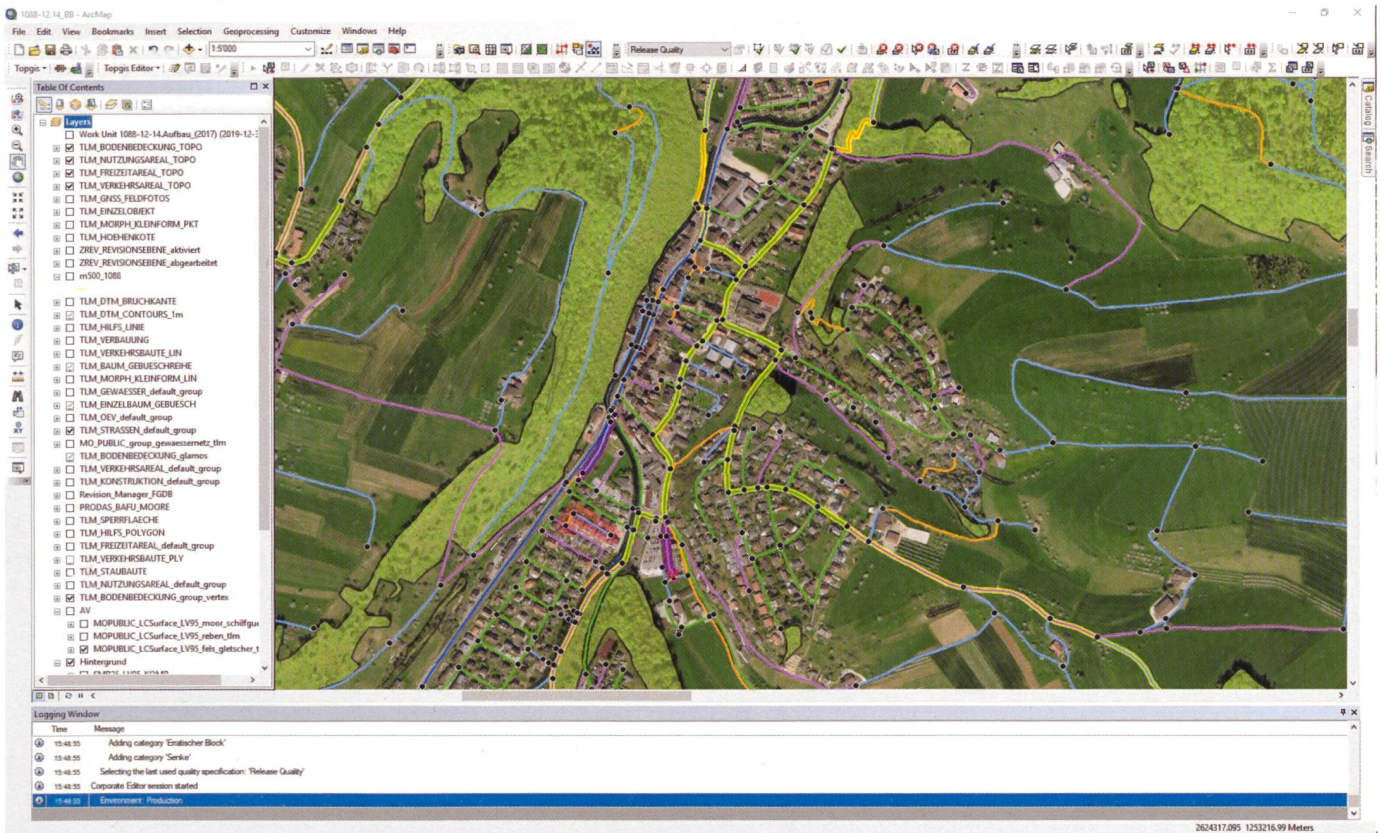 1088-12.14_BB - ArcMap
File Edit View Bookmarks Insert Selection Geoprocessing Customize Windows Help
1:5'000
Release Quality
Topgis
Topgis Editor
Table Of Contents
Layers
Work Unit 1088-12-14.Aufbau_(2017) (2019-12-3
TLM_BODENBEDECKUNG_TOPO
TLM_NUTZUNGSAREAL_TOPO
TLM_FREIZEITAREAL_TOPO
TLM_VERKEHRSAREAL_TOPO
TLM_GNSS_FELDFOTOS
TLM_EINZELOBJEKT
TLM_MORPH_KLEINFORM_PKT
TLM_HOEHENKOTE
ZREV_REVISIONSEBENE_aktiviert
ZREV_REVISIONSEBENE_abgearbeitet
m500_1088
TLM_DTM_BRUCHKANTE
TLM_DTM_CONTOURS_1m
TLM_HILFS_LINIE
TLM_VERBAUUNG
TLM_VERKEHRSBAUTE_LIN
TLM_BAUM_GEBUESCHREIHE
TLM_MORPH_KLEINFORM_LIN
TLM_GEWAESSER_default_group
TLM_EINZELBAUM_GEBUESCH
TLM_OEV_default_group
TLM_STRASSEN_default_group
MO_PUBLIC_group_gewaessernetz_tlm
TLM_BODENBEDECKUNG_glamos
TLM_VERKEHRSAREAL_default_group
TLM_KONSTRUKTION_default_group
Revision_Manager_FGDB
PRODAS_BAFU_MOORE
TLM_SPERRFLAECHE
TLM_HILFS_POLYGON
TLM_FREIZEITAREAL_default_group
TLM_VERKEHRSBAUTE_PLY
TLM_STAUBAUTE
TLM_NUTZUNGSAREAL_default_group
TLM_BODENBEDECKUNG_group_vertex
AV
MOPUBLIC_LCSurface_LV95_moor_schilfgu
MOPUBLIC_LCSurface_LV95_reben_tlm
MOPUBLIC_LCSurface_LV95_fels_gletscher_t
Hintergrund
Catalog
Search
Logging Window
Time Message
15:48:55 Adding category 'Erratischer Block'
15:48:55 Adding category 'Senke'
15:48:55 Selecting the last used quality specification: 'Release Quality'
15:48:55 Corporate Editor session started
15:48:55 Environment: Production
2624317.095 1253216.99 Meters